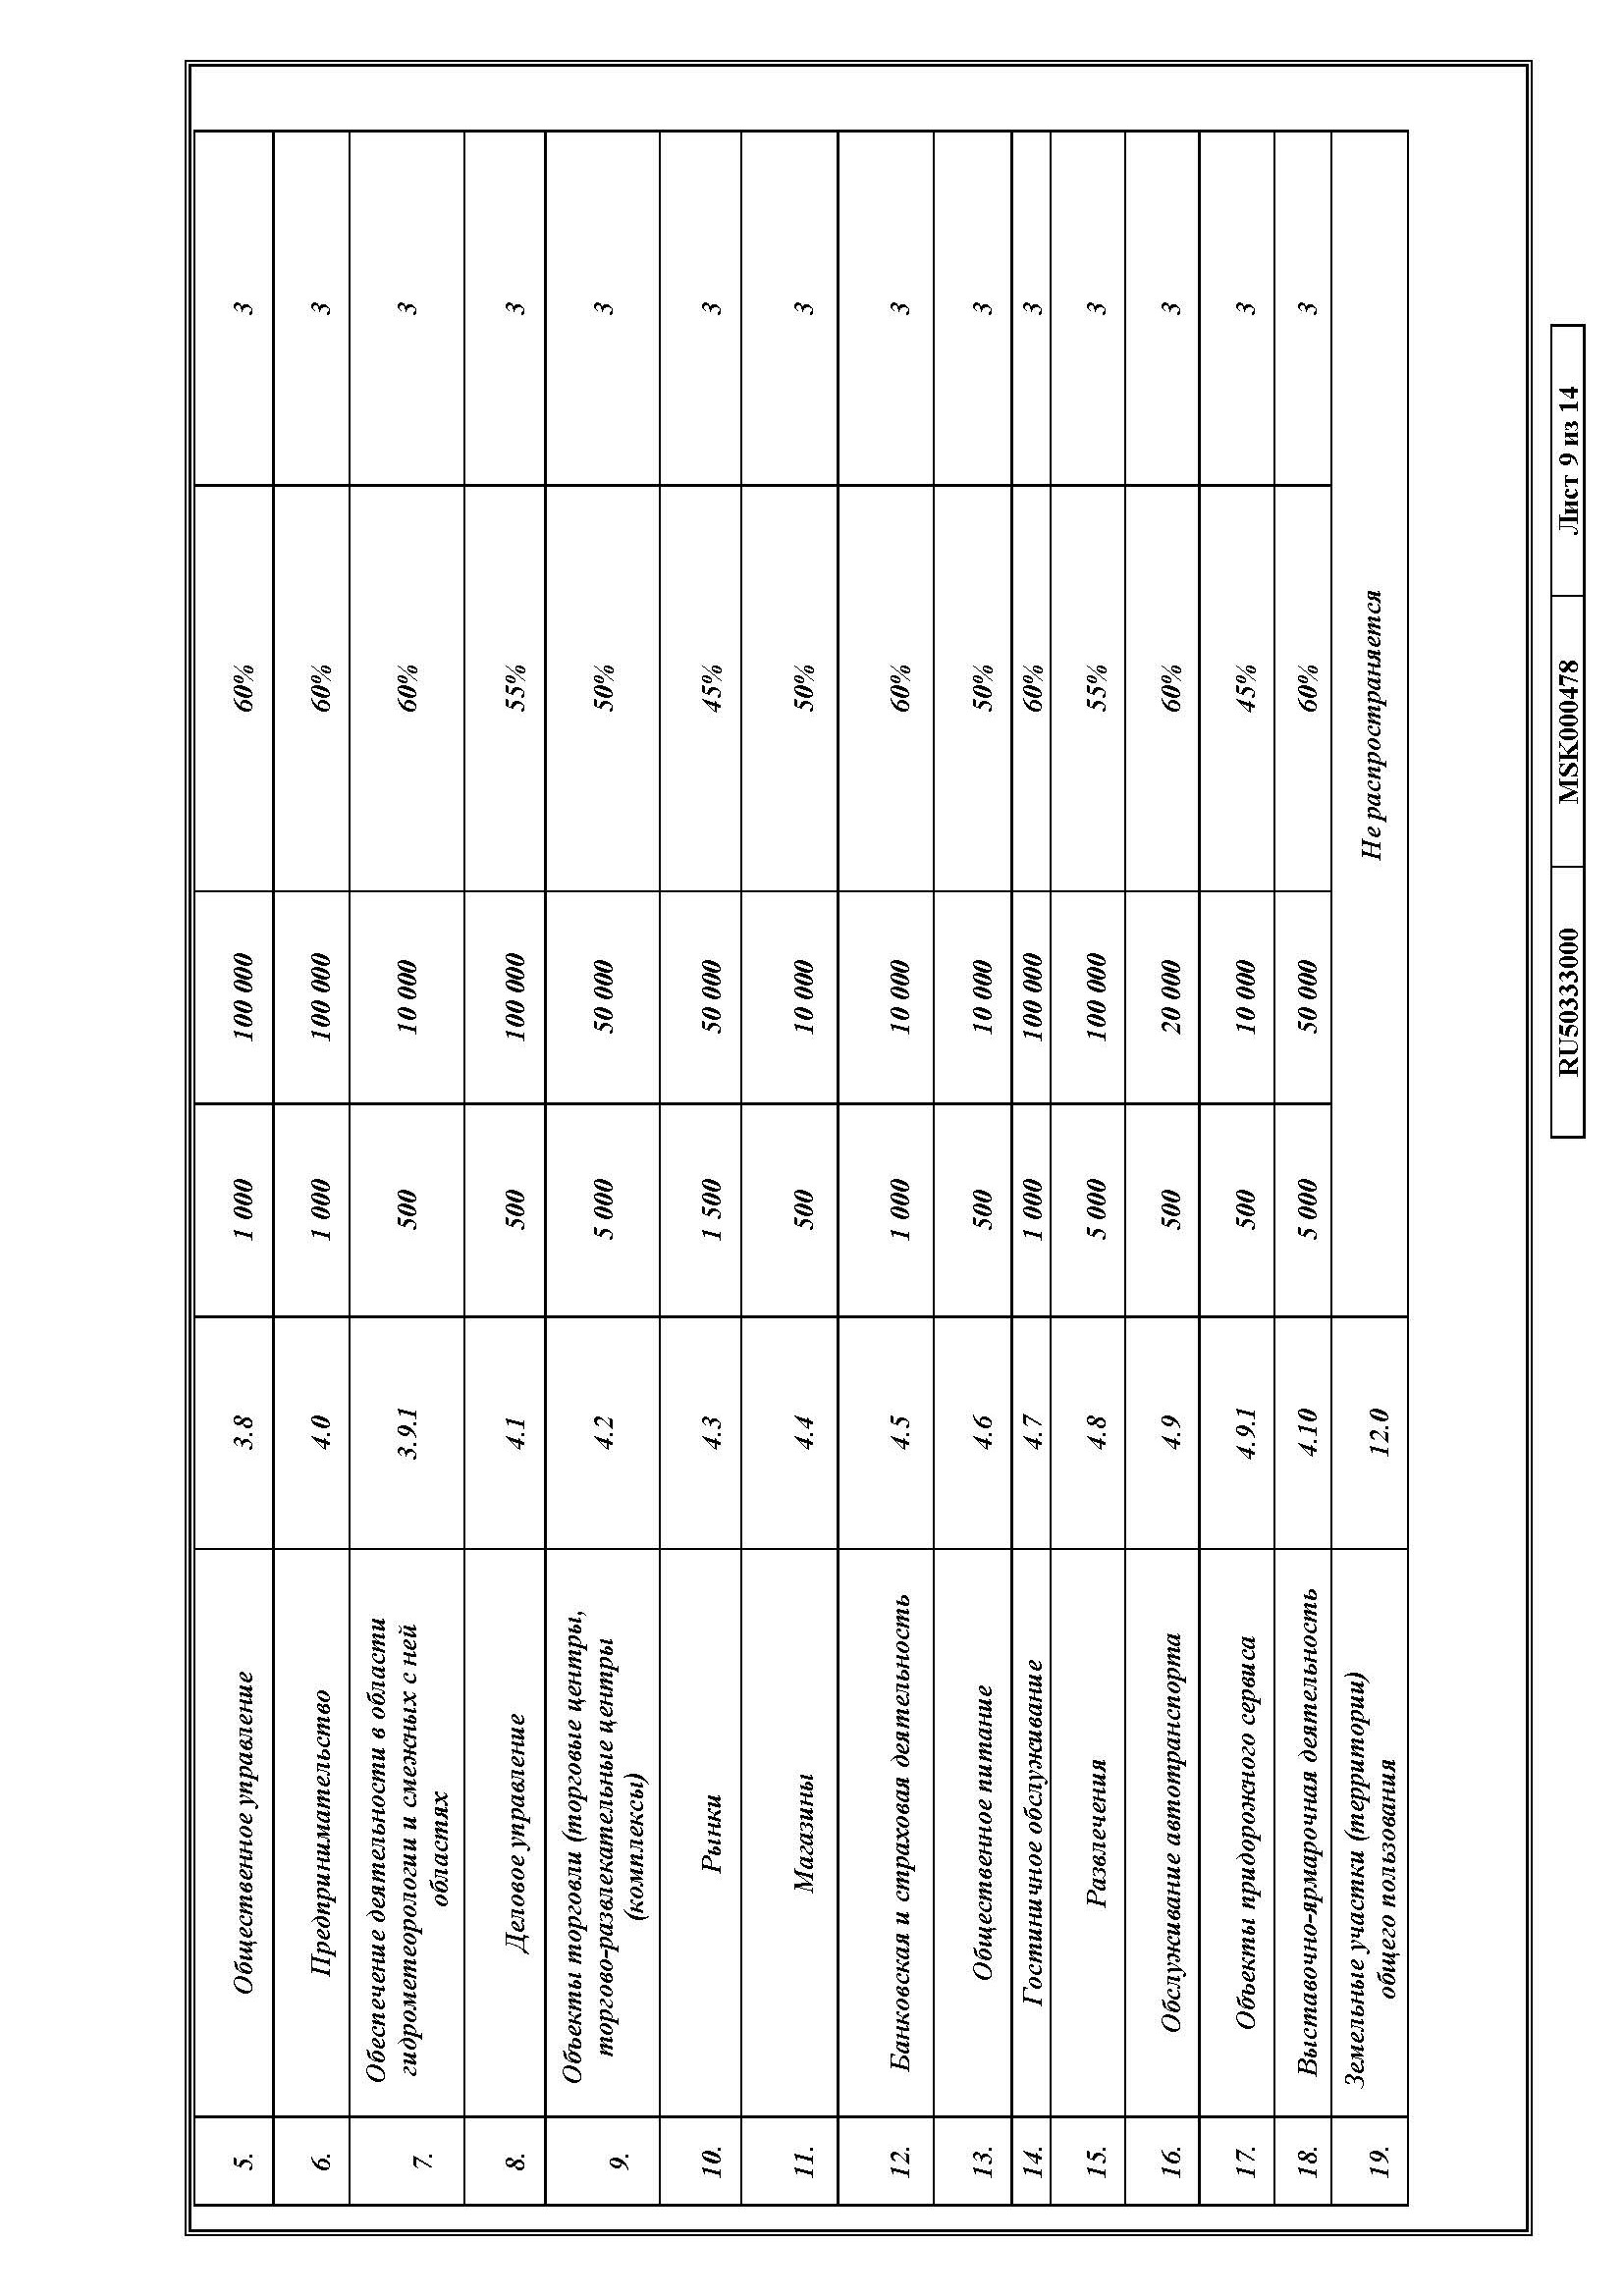 5. Общественное управление 3.8 1 000 100 000 60% 3
6. Предпринимательство 4.0 1 000 100 000 60% 3
7. Обеспечение деятельности в области
гидрометеорологии и смежных с ней
областях 3.9.1 500 10 000 60% 3
8. Деловое управление 4.1 500 100 000 55% 3
9. Объекты торговли (торговые центры,
торгово-развлекательные центры
(комплексы) 4.2 5 000 50 000 50% 3
10. Рынки 4.3 1 500 50 000 45% 3
11. Магазины 4.4 500 10 000 50% 3
12. Банковская и страховая деятельность 4.5 1 000 10 000 60% 3
13. Общественное питание 4.6 500 10 000 50% 3
14. Гостиничное обслуживание 4.7 1 000 100 000 60% 3
15. Развлечения 4.8 5 000 100 000 55% 3
16. Обслуживание автотранспорта 4.9 500 20 000 60% 3
17. Объекты придорожного сервиса 4.9.1 500 10 000 45% 3
18. Выставочно-ярмарочная деятельность 4.10 5 000 50 000 60% 3
19. Земельные участки (территории)
общего пользования 12.0 Не распространяется
RU50333000 MSK000478 Лист 9 из 14